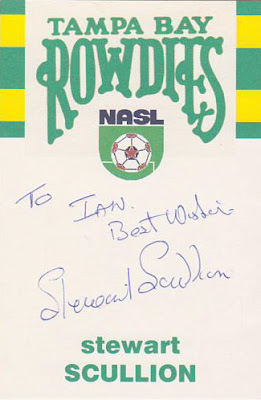 TAMPA BAY
ROWDIES
NASL
To IAN.
Best Wishes
Stewart Scullion
stewart
SCULLION